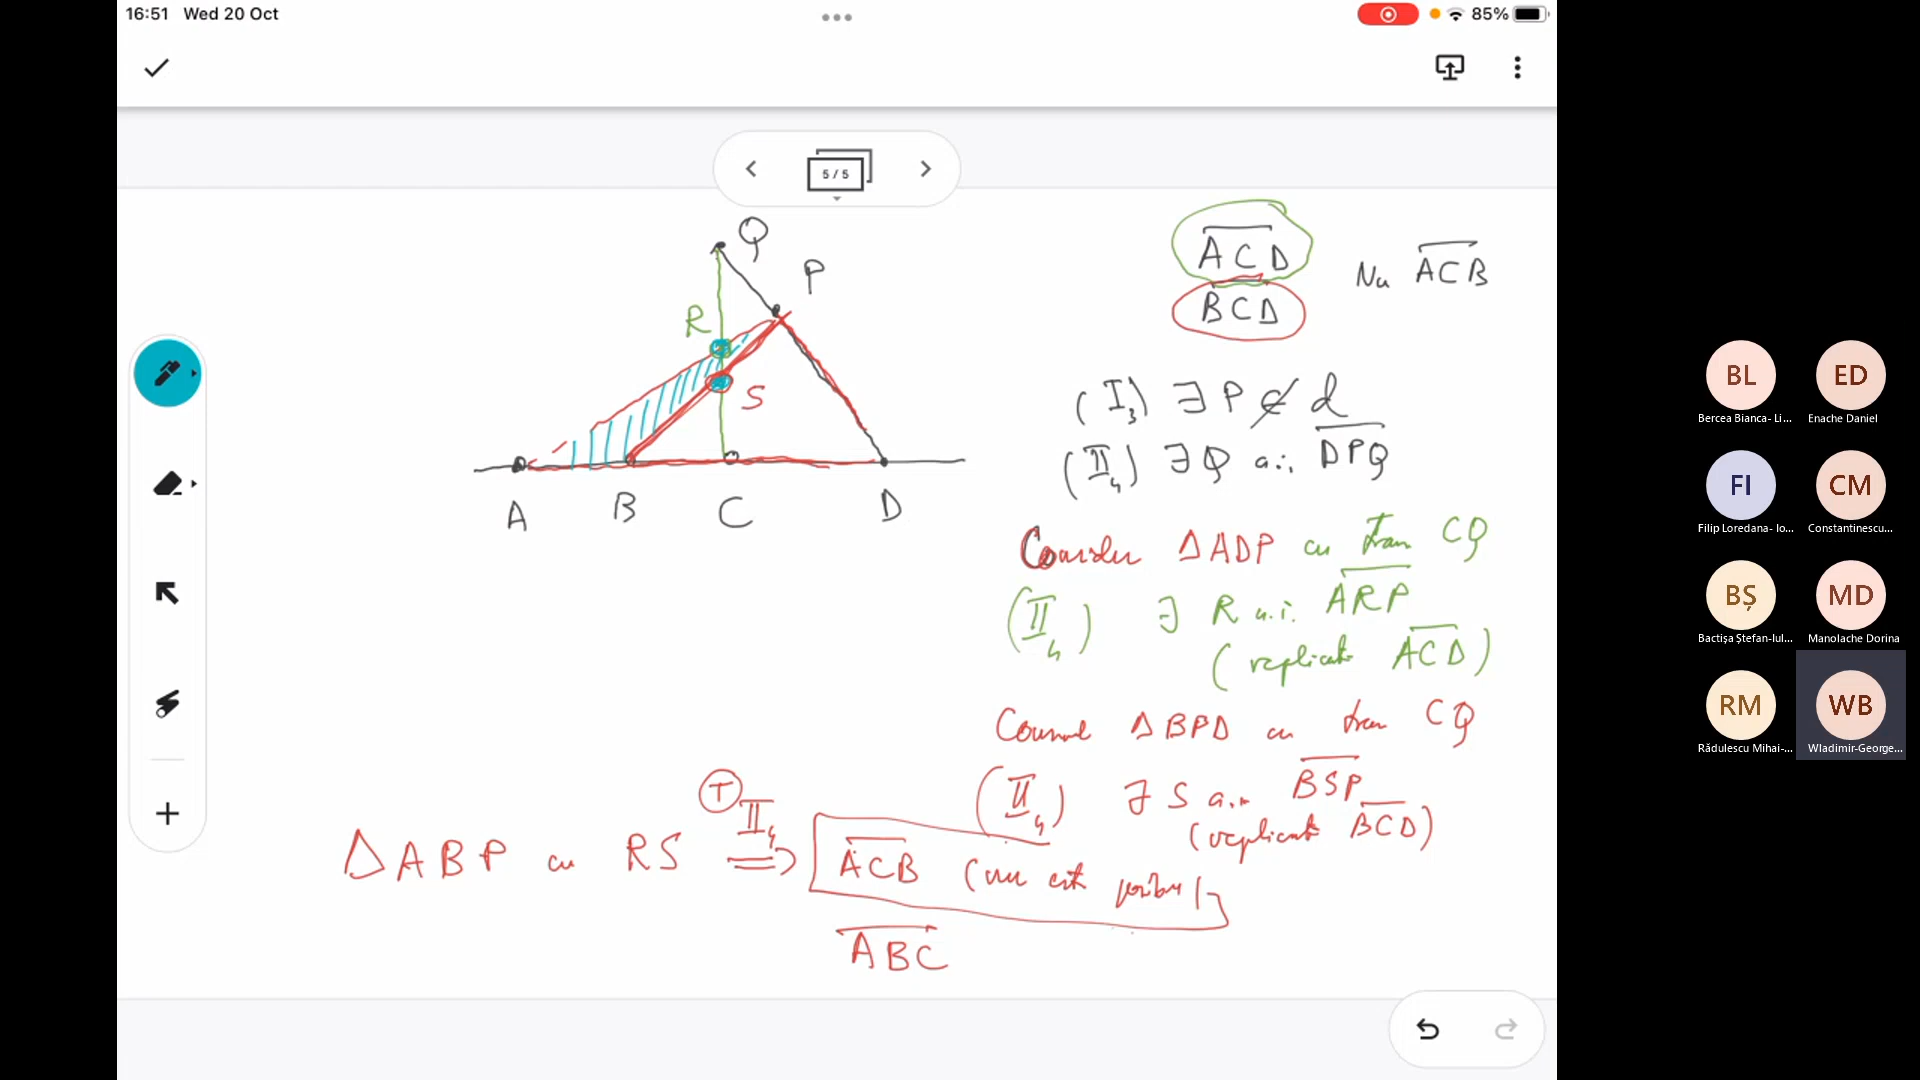 16:51 Wed 20 Oct
85%
5 / 5
Q
P
R
S
A B C D
ACD
BCD
Nu ACB
(I₃) ∃ P ∉ d
(II₄) ∃ Q a.î. DPQ
Consider ΔADP cu tran CQ
(II₄) ∃ R a.î. ARP
(replicat ACD)
ΔBPD cu tran CQ
(II₄) ∃ S a.î. BSP
(replicat BCD)
T
II₄
ΔABP cu RS ⟹ ACB (nu este posibil)
ABC
BL
Bercea Bianca- Li...
ED
Enache Daniel
FI
Filip Loredana- Io...
CM
Constantinescu...
BȘ
Bactișa Ștefan-Iul...
MD
Manolache Dorina
RM
Rădulescu Mihai-...
WB
Wladimir-George...